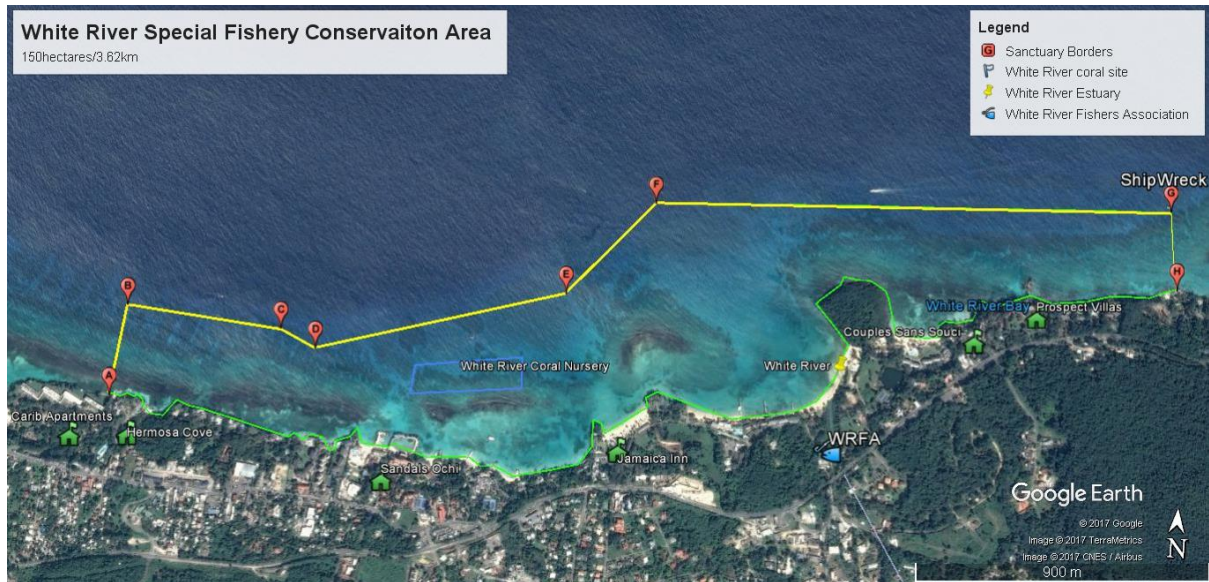 White River Special Fishery Conservaiton Area
150hectares/3.62km
Legend
G Sanctuary Borders
White River coral site
White River Estuary
White River Fishers Association
ShipWreck
F
G
B
E
H
C
D
White River Bay
Prospect Villas
Couples Sans Souci
White River Coral Nursery
White River
A
Carib Apartments
Hermosa Cove
WRFA
Jamaica Inn
Sandals Ochi
Google Earth
© 2017 Google
Image © 2017 TerraMetrics
Image © 2017 CNES / Airbus
N
900 m